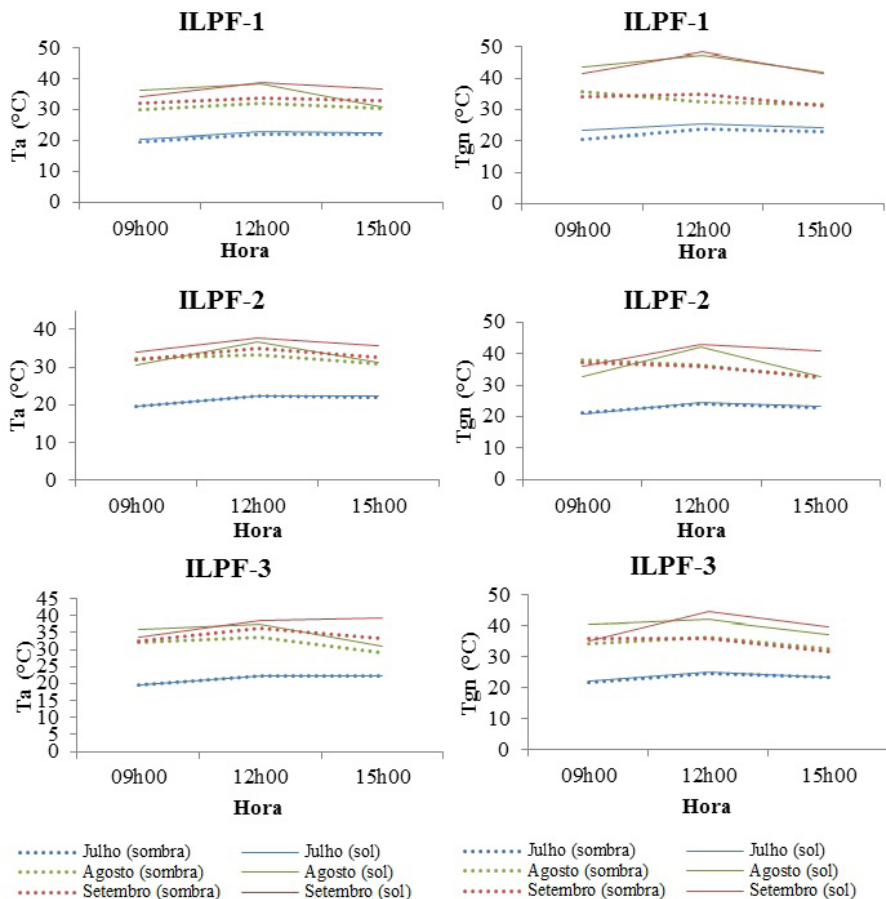 ILPF-1
Ta (°C)
50
40
30
20
10
0
09h00 12h00 15h00
Hora
ILPF-1
Tgn (°C)
50
40
30
20
10
0
09h00 12h00 15h00
Hora
ILPF-2
Ta (°C)
40
30
20
10
0
09h00 12h00 15h00
Hora
ILPF-2
Tgn (°C)
50
40
30
20
10
0
09h00 12h00 15h00
Hora
ILPF-3
Ta (°C)
45
40
35
30
25
20
15
10
5
0
09h00 12h00 15h00
Hora
ILPF-3
Tgn (°C)
50
40
30
20
10
0
09h00 12h00 15h00
Hora
Julho (sombra) Julho (sol)
Agosto (sombra) Agosto (sol)
Setembro (sombra) Setembro (sol)
Julho (sombra) Julho (sol)
Agosto (sombra) Agosto (sol)
Setembro (sombra) Setembro (sol)